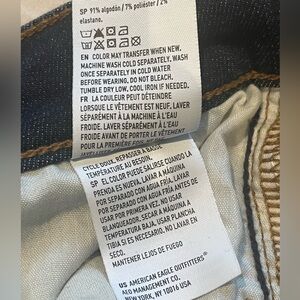 SP 91% algodón / 7% poliéster / 2%
elastano.
EN COLOR MAY TRANSFER WHEN NEW.
MACHINE WASH COLD SEPARATELY. WASH
ONCE SEPARATELY IN COLD WATER
BEFORE WEARING. DO NOT BLEACH.
TUMBLE DRY LOW, COOL IRON IF NEEDED.
FR LA COULEUR PEUT DÉTEINDRE
LORSQUE LE VÊTEMENT EST NEUF. LAVER
SÉPARÉMENT À LA MACHINE À L'EAU
FROIDE. LAVER SÉPARÉMENT À L'EAU
FROIDE AVANT DE PORTER LE VÊTEMENT
POUR LA PREMIÈRE FOIS.
CYCLE DOUX. REPASSER À BASSE
TEMPÉRATURE AU BESOIN.
SP EL COLOR PUEDE SALIRSE CUANDO LA
PRENDA ES NUEVA. LAVAR A MÁQUINA
POR SEPARADO CON AGUA FRÍA. LAVAR
POR SEPARADO CON AGUA FRÍA ANTES DE
USAR POR PRIMERA VEZ. NO USAR
BLANQUEADOR. SECAR A MÁQUINA
TEMPERATURA BAJA, USAR PLANCHA
TIBIA SI ES NECESARIO.
MANTENER LEJOS DE FUEGO
US AMERICAN EAGLE OUTFITTERS
AEO MANAGEMENT CO.
NEW YORK, NY 10016 USA